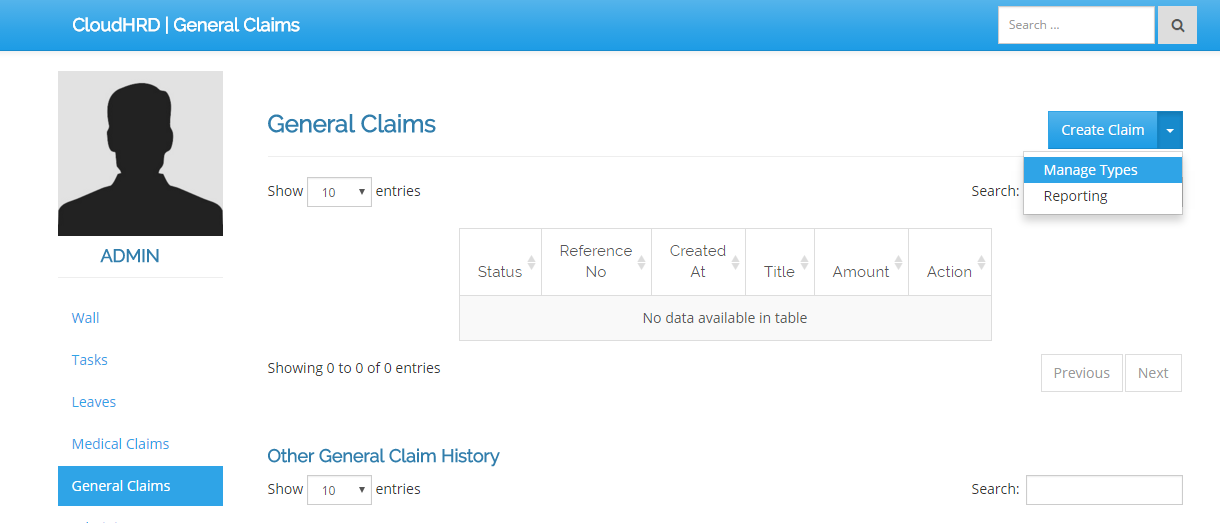 CloudHRD | General Claims
Search ...
General Claims
Create Claim
Manage Types
Reporting
Show 10 entries
Search:
Status
Reference No
Created At
Title
Amount
Action
No data available in table
Showing 0 to 0 of 0 entries
Previous
Next
ADMIN
Wall
Tasks
Leaves
Medical Claims
General Claims
Other General Claim History
Show 10 entries
Search: